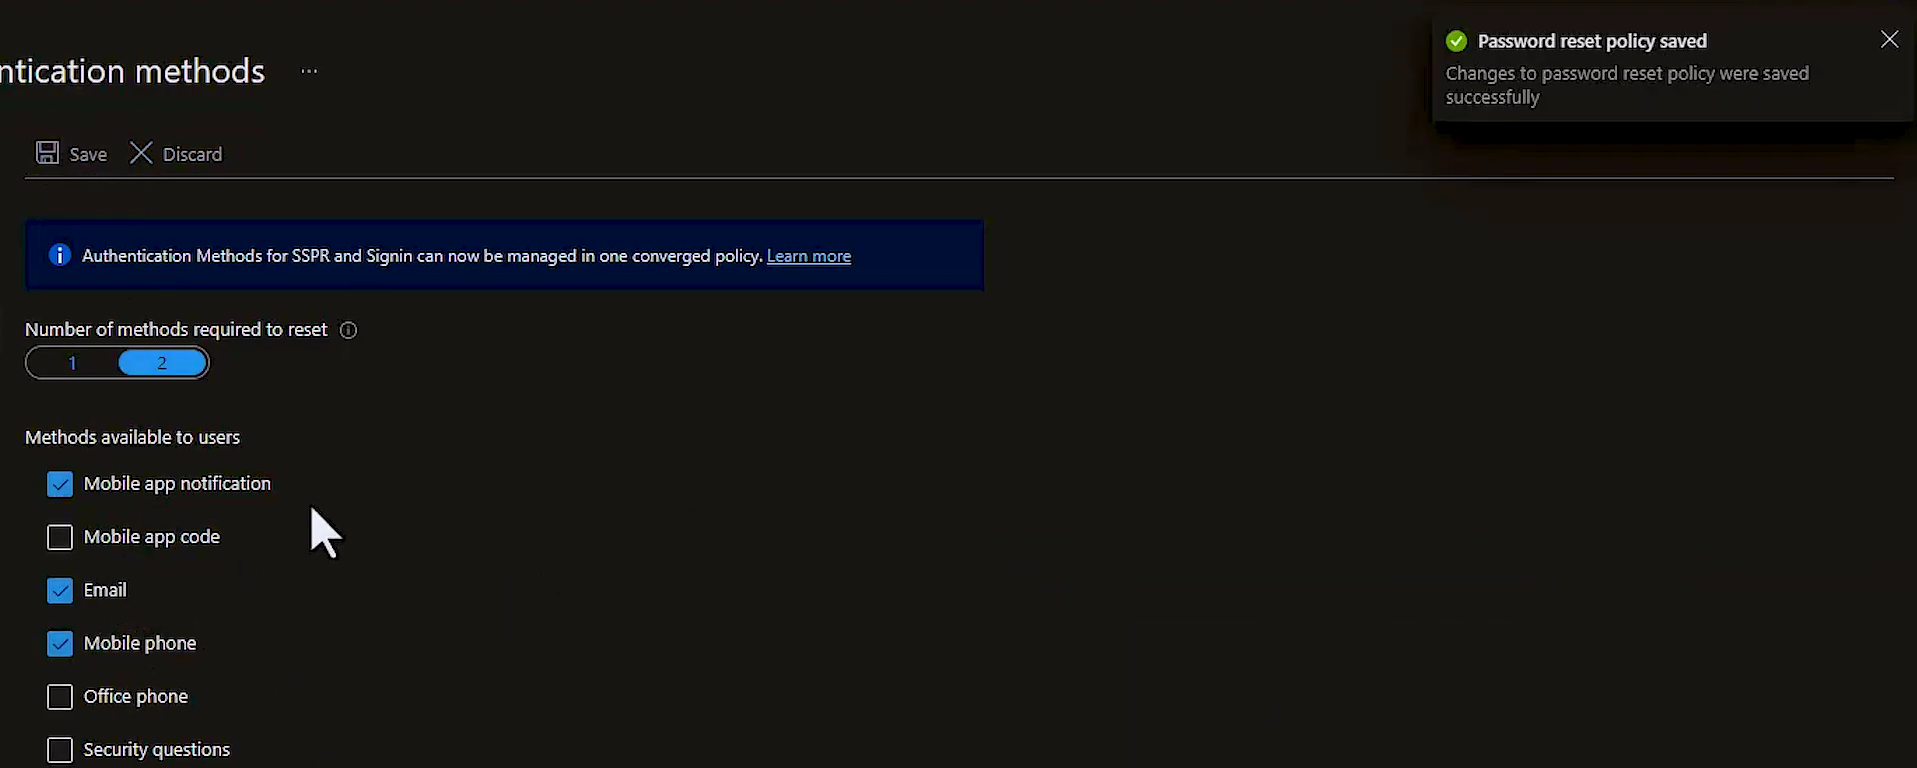 ntication methods
...
Password reset policy saved
Changes to password reset policy were saved
successfully
Save Discard
Authentication Methods for SSPR and Signin can now be managed in one converged policy. Learn more
Number of methods required to reset
1 2
Methods available to users
Mobile app notification
Mobile app code
Email
Mobile phone
Office phone
Security questions